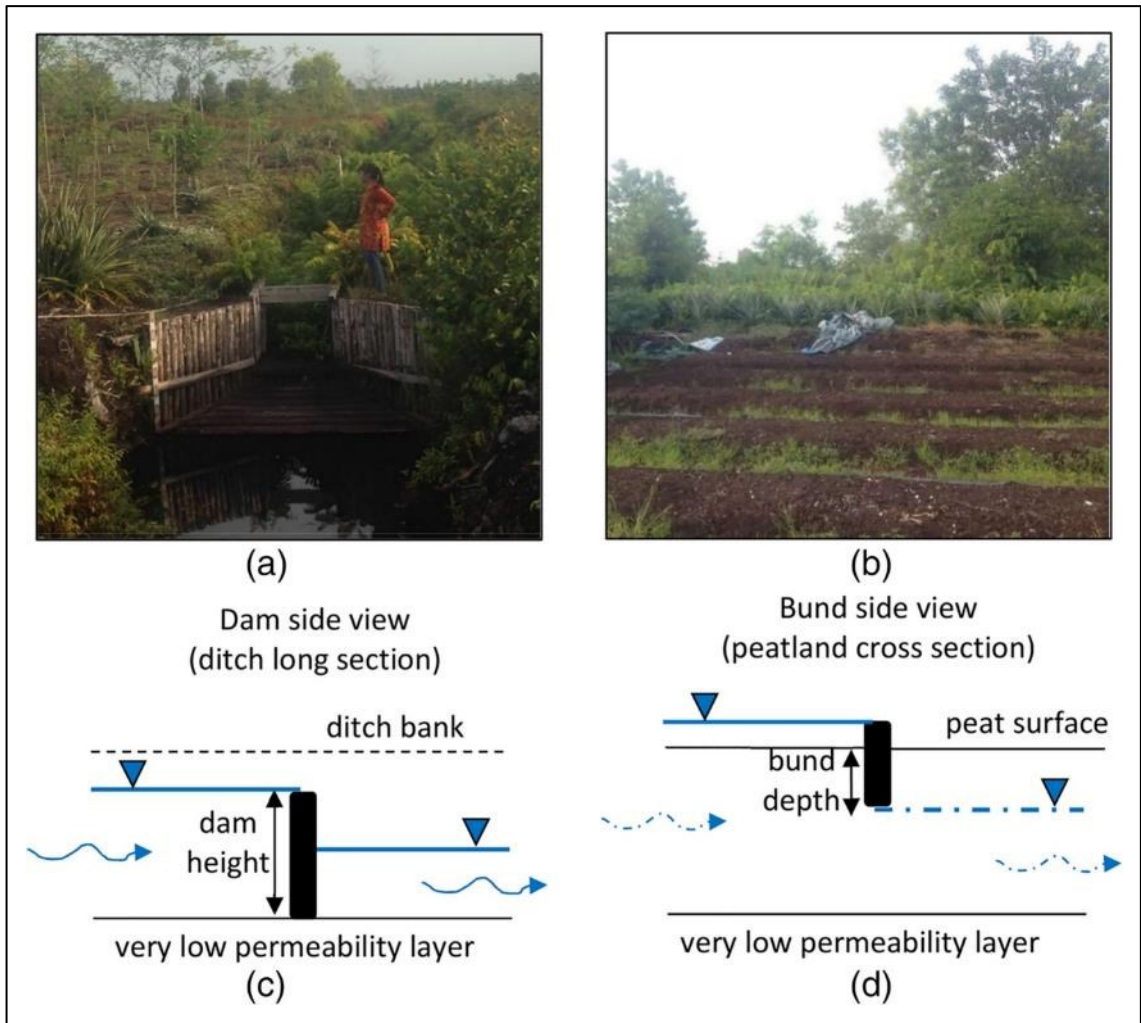 (a)
(b)
Dam side view
(ditch long section)
ditch bank
dam
height
very low permeability layer
(c)
Bund side view
(peatland cross section)
peat surface
bund
depth
very low permeability layer
(d)